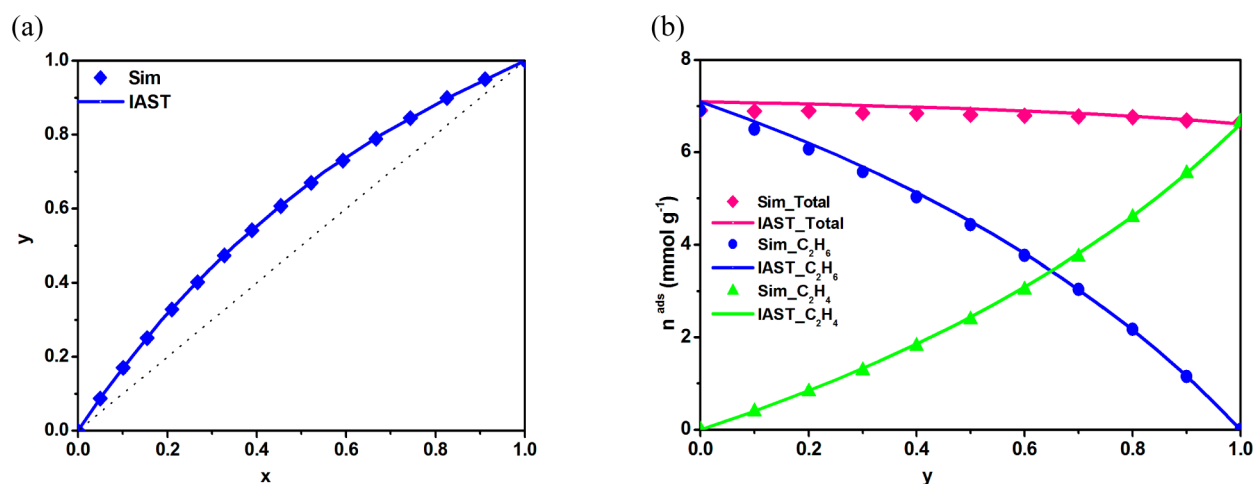 (a)
1.0
0.8
0.6
0.4
0.2
0.0
y
Sim
IAST
0.0 0.2 0.4 0.6 0.8 1.0
x
(b)
8
6
4
2
0
n ads (mmol g-1)
Sim_Total
IAST_Total
Sim_C2H6
IAST_C2H6
Sim_C2H4
IAST_C2H4
0.0 0.2 0.4 0.6 0.8 1.0
y